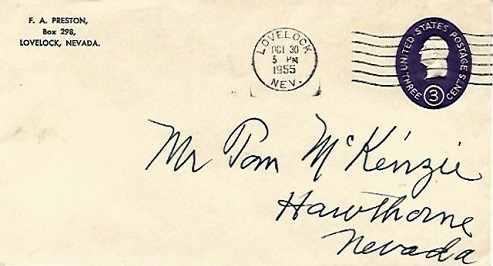 F. A. PRESTON,
Box 298,
LOVELOCK, NEVADA.
LOVELOCK
OCT 30
5 PM
1955
NEV.
UNITED STATES POSTAGE
THREE 3 CENTS
Mr Tom McKenzie
Hawthorne
Nevada